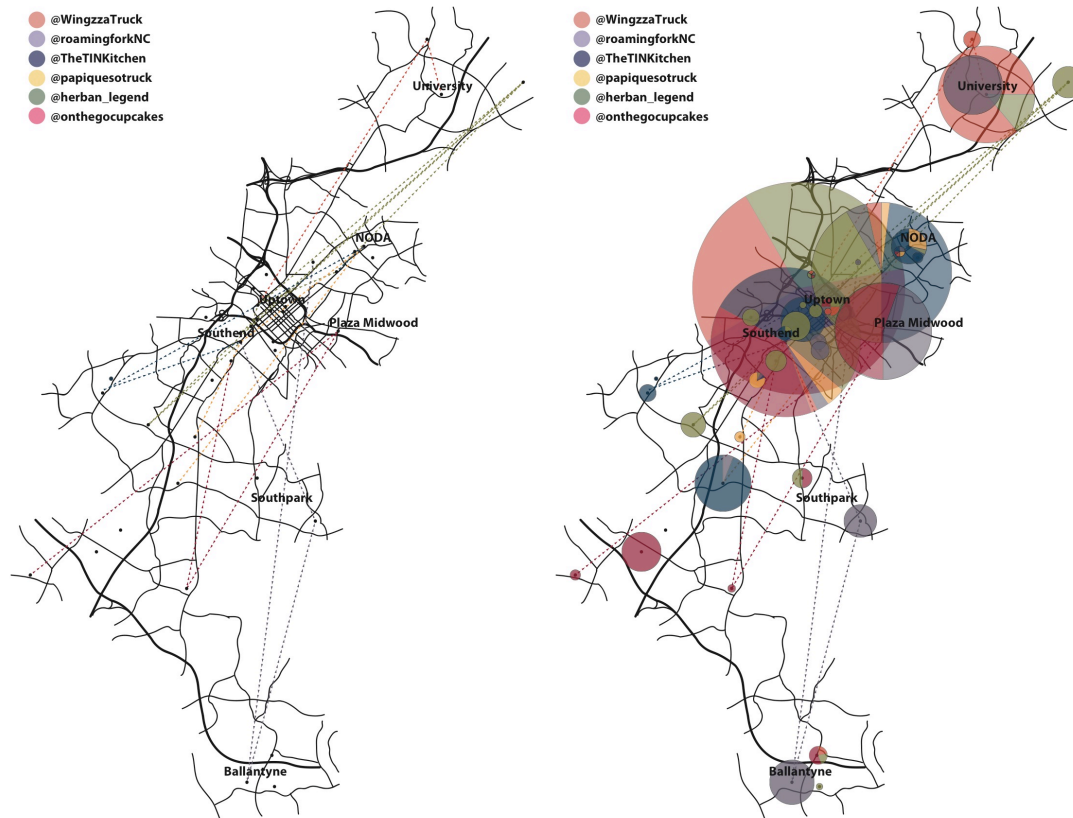 @WingzzaTruck
@roamingforkNC
@TheTINKitchen
@papiquesotruck
@herban_legend
@onthegocupcakes
University
NODA
Uptown
Southend
Plaza Midwood
Southpark
Ballantyne
@WingzzaTruck
@roamingforkNC
@TheTINKitchen
@papiquesotruck
@herban_legend
@onthegocupcakes
University
NODA
Uptown
Southend
Plaza Midwood
Southpark
Ballantyne